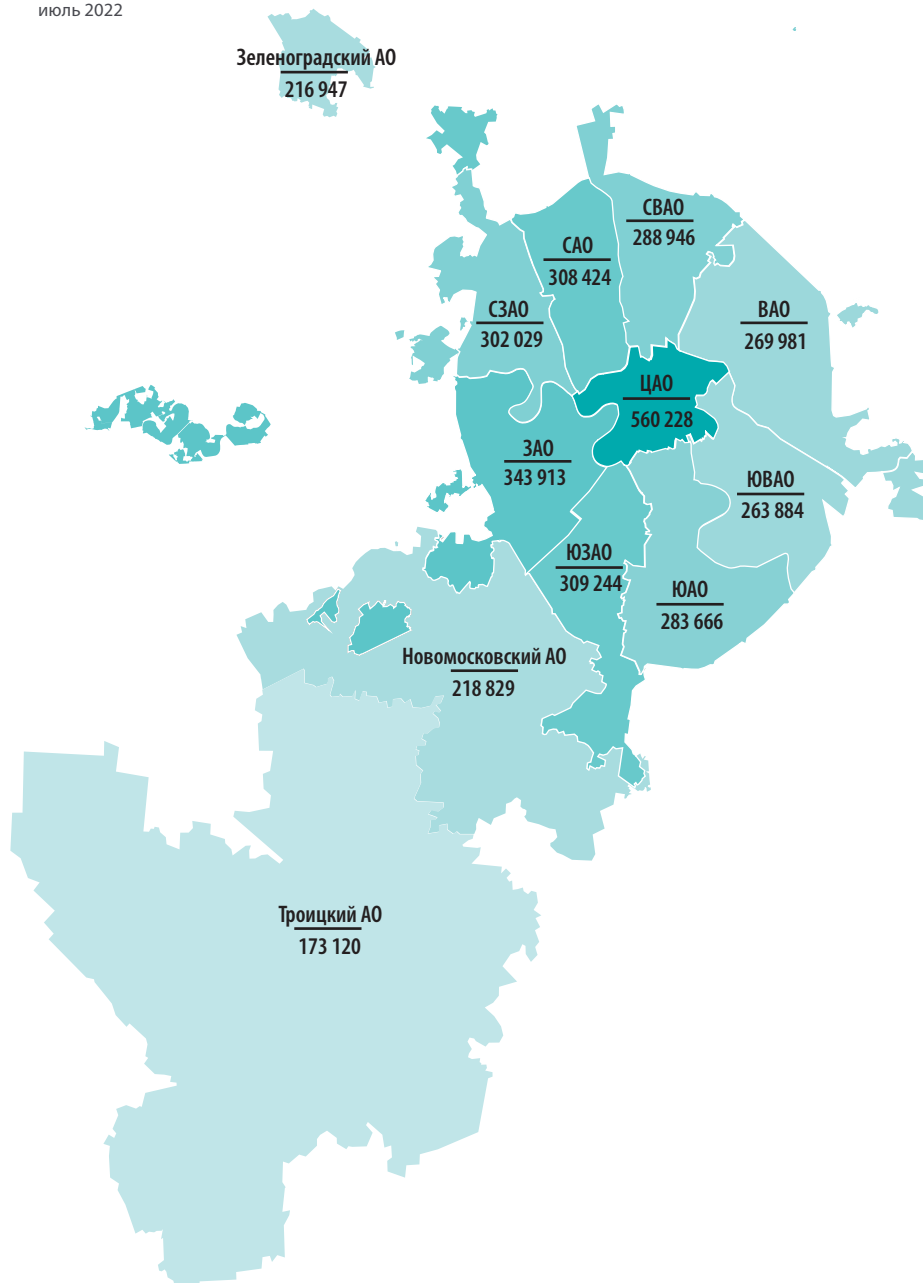 июль 2022
Зеленоградский АО
216 947
СВАО
288 946
САО
308 424
СЗАО
302 029
ВАО
269 981
ЦАО
560 228
ЗАО
343 913
ЮВАО
263 884
ЮЗАО
309 244
ЮАО
283 666
Новомосковский АО
218 829
Троицкий АО
173 120